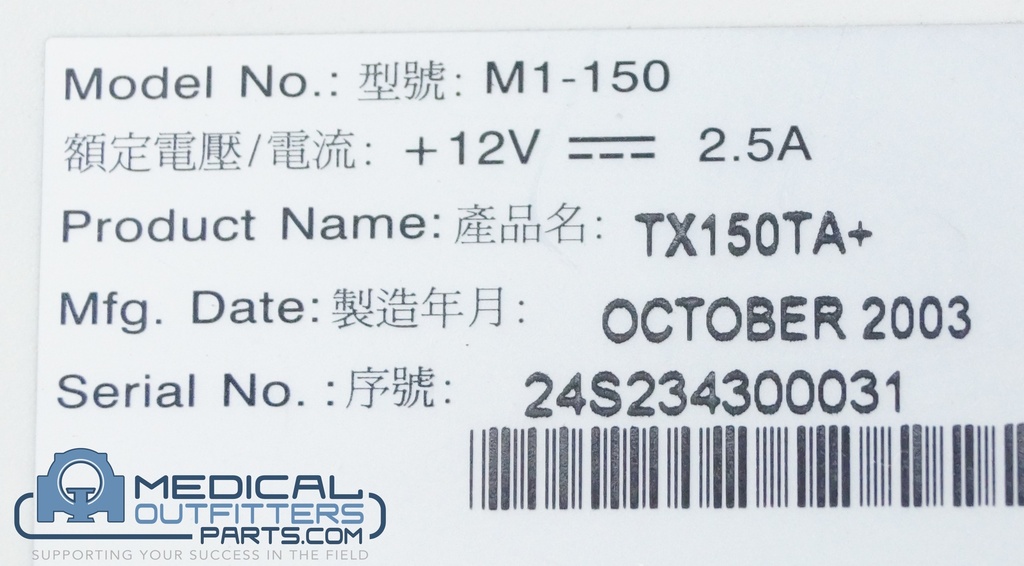 Model No.: 型號: M1-150
額定電壓/電流: +12V ⎓ 2.5A
Product Name: 產品名: TX150TA+
Mfg. Date: 製造年月: OCTOBER 2003
Serial No. : 序號: 24S234300031
MEDICAL
OUTFITTERS
PARTS.COM
SUPPORTING YOUR SUCCESS IN THE FIELD